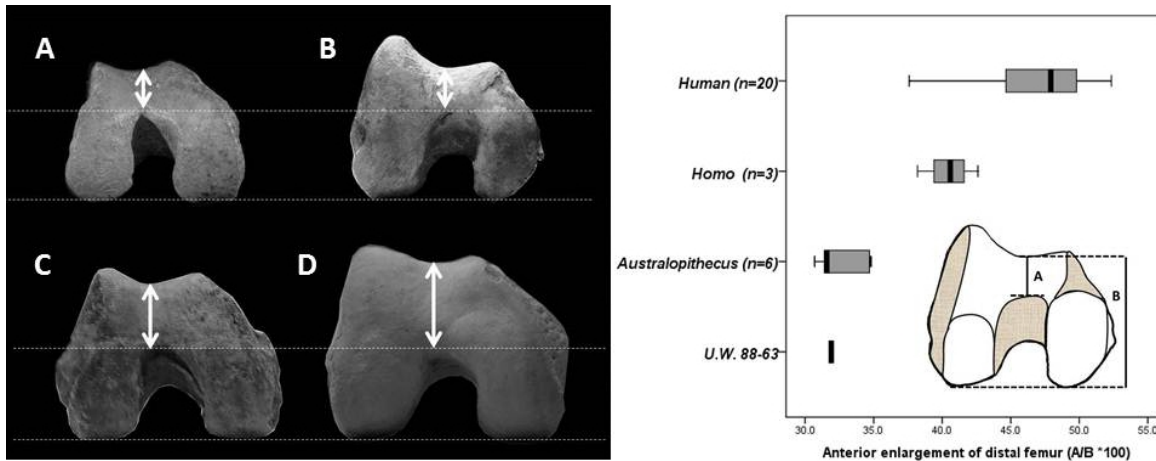 A
B
C
D
Human (n=20)
Homo (n=3)
Australopithecus (n=6)
U.W. 88-63
A
B
30.0 35.0 40.0 45.0 50.0 55.0
Anterior enlargement of distal femur (A/B *100)